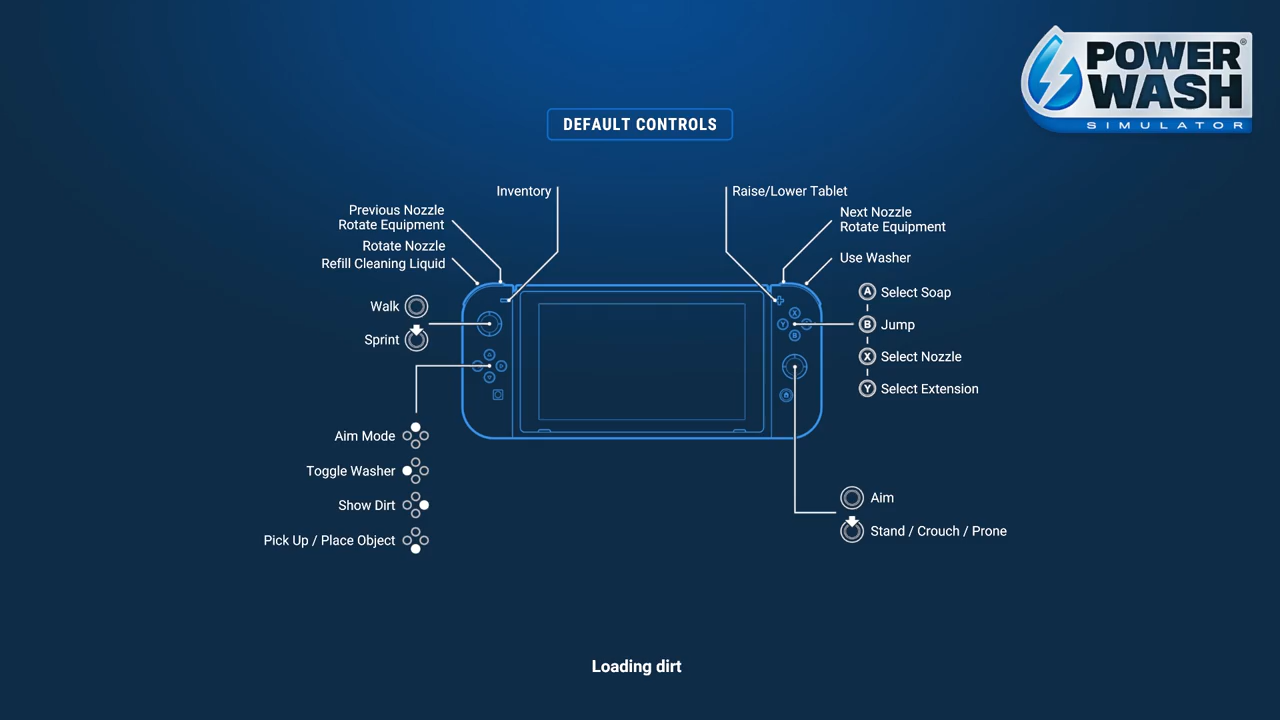 POWER
WASH
SIMULATOR
®
DEFAULT CONTROLS
Inventory
Raise/Lower Tablet
Previous Nozzle
Rotate Equipment
Next Nozzle
Rotate Equipment
Rotate Nozzle
Refill Cleaning Liquid
Use Washer
Walk
Sprint
A Select Soap
B Jump
X Select Nozzle
Y Select Extension
X
Y
B
Aim Mode
Toggle Washer
Show Dirt
Pick Up / Place Object
Aim
Stand / Crouch / Prone
Loading dirt